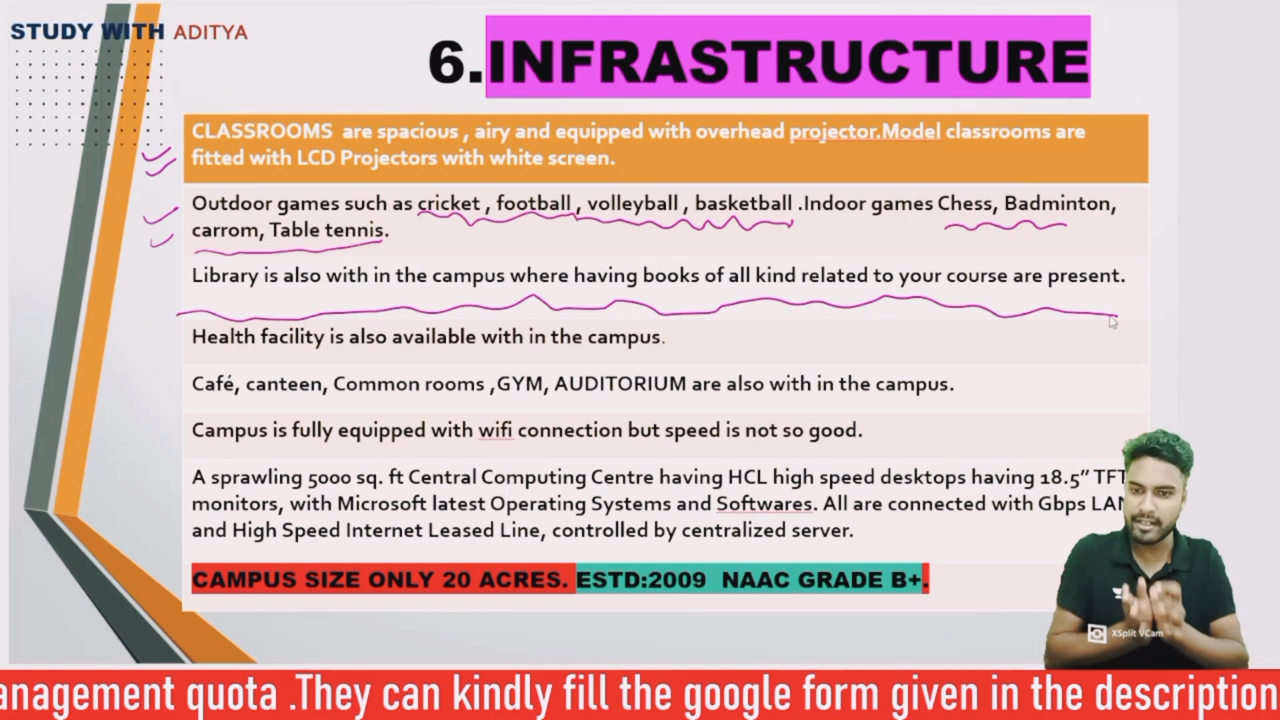 STUDY WITH ADITYA
6.INFRASTRUCTURE
CLASSROOMS are spacious , airy and equipped with overhead projector.Model classrooms are
fitted with LCD Projectors with white screen.
Outdoor games such as cricket , football , volleyball , basketball .Indoor games Chess, Badminton,
carrom, Table tennis.
Library is also with in the campus where having books of all kind related to your course are present.
Health facility is also available with in the campus.
Café, canteen, Common rooms ,GYM, AUDITORIUM are also with in the campus.
Campus is fully equipped with wifi connection but speed is not so good.
A sprawling 5000 sq. ft Central Computing Centre having HCL high speed desktops having 18.5” TFT
monitors, with Microsoft latest Operating Systems and Softwares. All are connected with Gbps LAN
and High Speed Internet Leased Line, controlled by centralized server.
CAMPUS SIZE ONLY 20 ACRES. ESTD:2009 NAAC GRADE B+.
XSplit VCam
anagement quota .They can kindly fill the google form given in the description